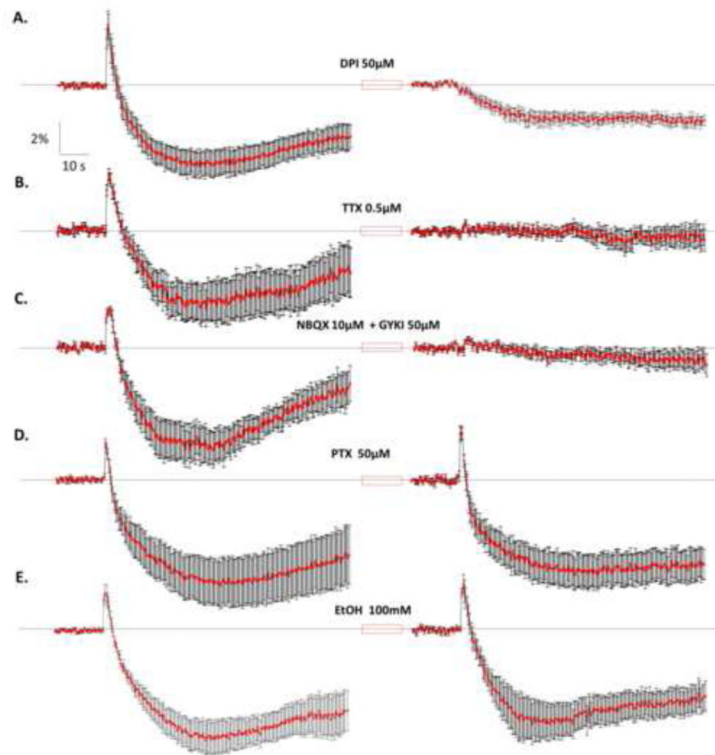 A.
DPI 50µM
2%
10 s
B.
TTX 0.5µM
C.
NBQX 10µM + GYKI 50µM
D.
PTX 50µM
E.
EtOH 100mM